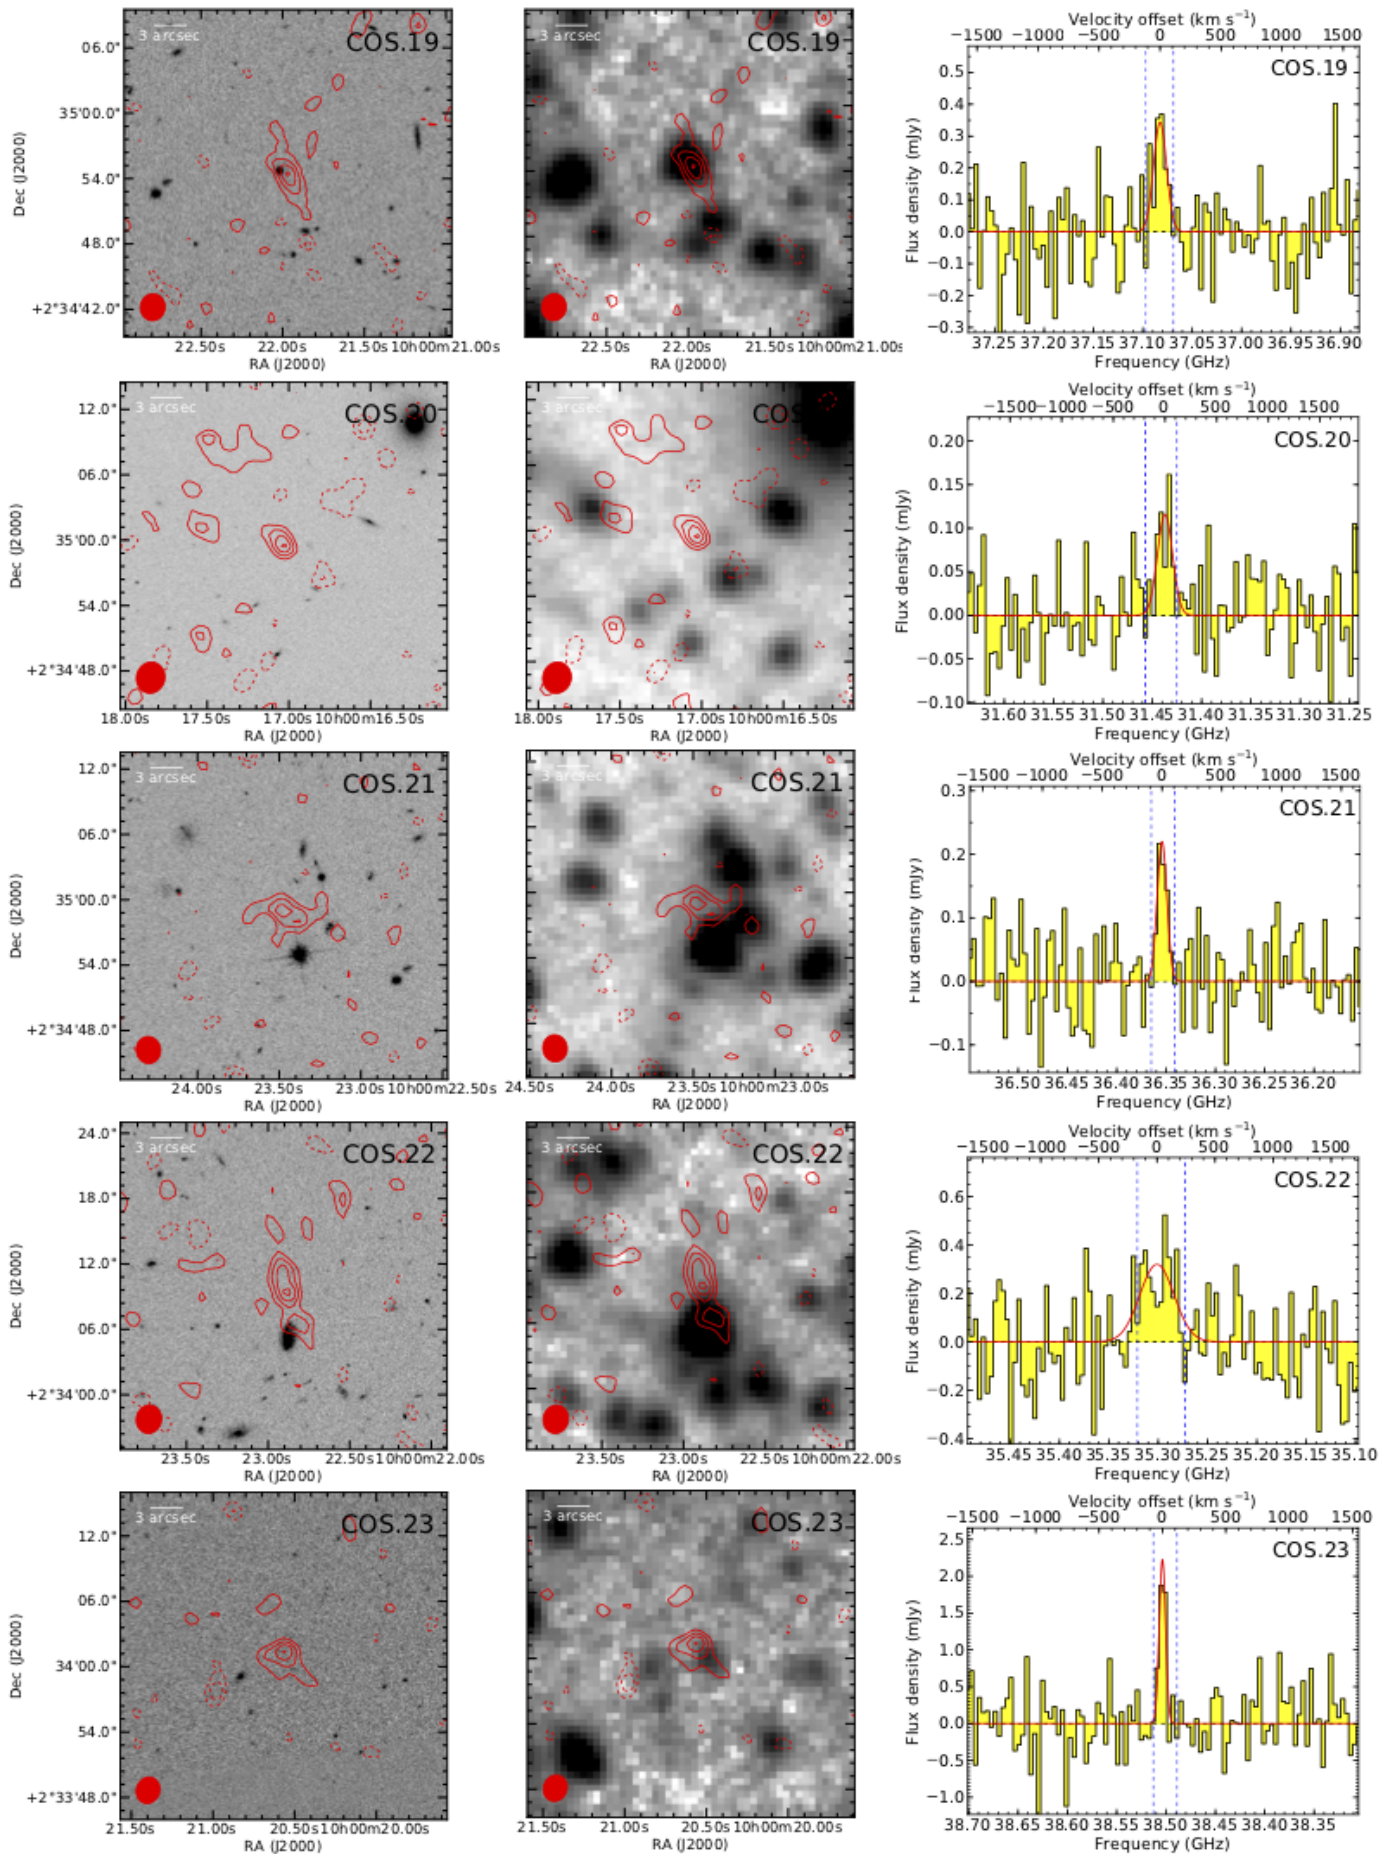 3 arcsec
COS.19
06.0"
35'00.0"
54.0"
48.0"
+2°34'42.0"
Dec (J2000)
22.50s 22.00s 21.50s10h00m21.00s
RA (J2000)
3 arcsec
COS.19
22.50s 22.00s 21.50s10h00m21.00s
RA (J2000)
Velocity offset (km s⁻¹)
−1500 −1000 −500 0 500 1000 1500
COS.19
0.5
0.4
0.3
0.2
0.1
0.0
−0.1
−0.2
−0.3
Flux density (mJy)
37.25 37.20 37.15 37.10 37.05 37.00 36.95 36.90
Frequency (GHz)
3 arcsec
COS.20
12.0"
06.0"
35'00.0"
54.0"
+2°34'48.0"
Dec (J2000)
18.00s 17.50s 17.00s10h00m16.50s
RA (J2000)
3 arcsec
COS
18.00s 17.50s 17.00s10h00m16.50s
RA (J2000)
Velocity offset (km s⁻¹)
−1500−1000 −500 0 500 1000 1500
COS.20
0.20
0.15
0.10
0.05
0.00
−0.05
−0.10
Flux density (mJy)
31.60 31.55 31.50 31.45 31.40 31.35 31.30 31.25
Frequency (GHz)
3 arcsec
COS.21
12.0"
06.0"
35'00.0"
54.0"
+2°34'48.0"
Dec (J2000)
24.00s 23.50s 23.00s10h00m22.50s
RA (J2000)
3 arcsec
COS.21
24.50s 24.00s 23.50s10h00m23.00s
RA (J2000)
Velocity offset (km s⁻¹)
−1500 −1000 −500 0 500 1000 1500
COS.21
0.3
0.2
0.1
0.0
−0.1
Flux density (mJy)
36.50 36.45 36.40 36.35 36.30 36.25 36.20
Frequency (GHz)
3 arcsec
COS.22
24.0"
18.0"
12.0"
06.0"
+2°34'00.0"
Dec (J2000)
23.50s 23.00s 22.50s10h00m22.00s
RA (J2000)
3 arcsec
COS.22
23.50s 23.00s 22.50s10h00m22.00s
RA (J2000)
Velocity offset (km s⁻¹)
−1500 −1000 −500 0 500 1000 1500
COS.22
0.6
0.4
0.2
0.0
−0.2
−0.4
Flux density (mJy)
35.45 35.40 35.35 35.30 35.25 35.20 35.15 35.10
Frequency (GHz)
3 arcsec
COS.23
12.0"
06.0"
34'00.0"
54.0"
+2°33'48.0"
Dec (J2000)
21.50s 21.00s 20.50s10h00m20.00s
RA (J2000)
3 arcsec
COS.23
21.50s 21.00s 20.50s10h00m20.00s
RA (J2000)
Velocity offset (km s⁻¹)
−1500 −1000 −500 0 500 1000 1500
COS.23
2.5
2.0
1.5
1.0
0.5
0.0
−0.5
−1.0
Flux density (mJy)
38.70 38.65 38.60 38.55 38.50 38.45 38.40 38.35
Frequency (GHz)